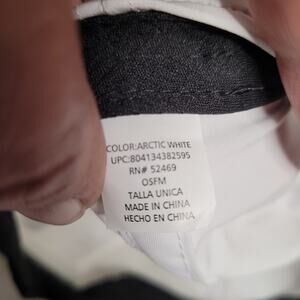 COLOR:ARCTIC WHITE
UPC:804134382595
RN# 52469
OSFM
TALLA UNICA
MADE IN CHINA
HECHO EN CHINA